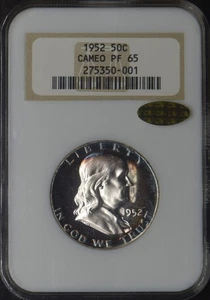 1952 50C
CAMEO PF 65
275350-001
LIBERTY
1952
IN GOD WE TRUST